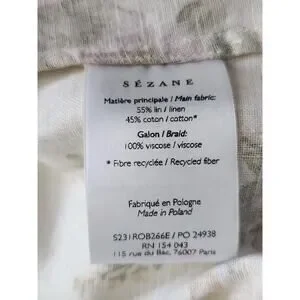 SÉZANE
Matière principale / Main fabric:
55% lin / linen
45% coton / cotton*
Galon / Braid:
100% viscose / viscose
* Fibre recyclée / Recycled fiber
Fabriqué en Pologne
Made in Poland
S231ROB266E / PO 24938
RN 154 043
115 rue du Bac, 76007 Paris